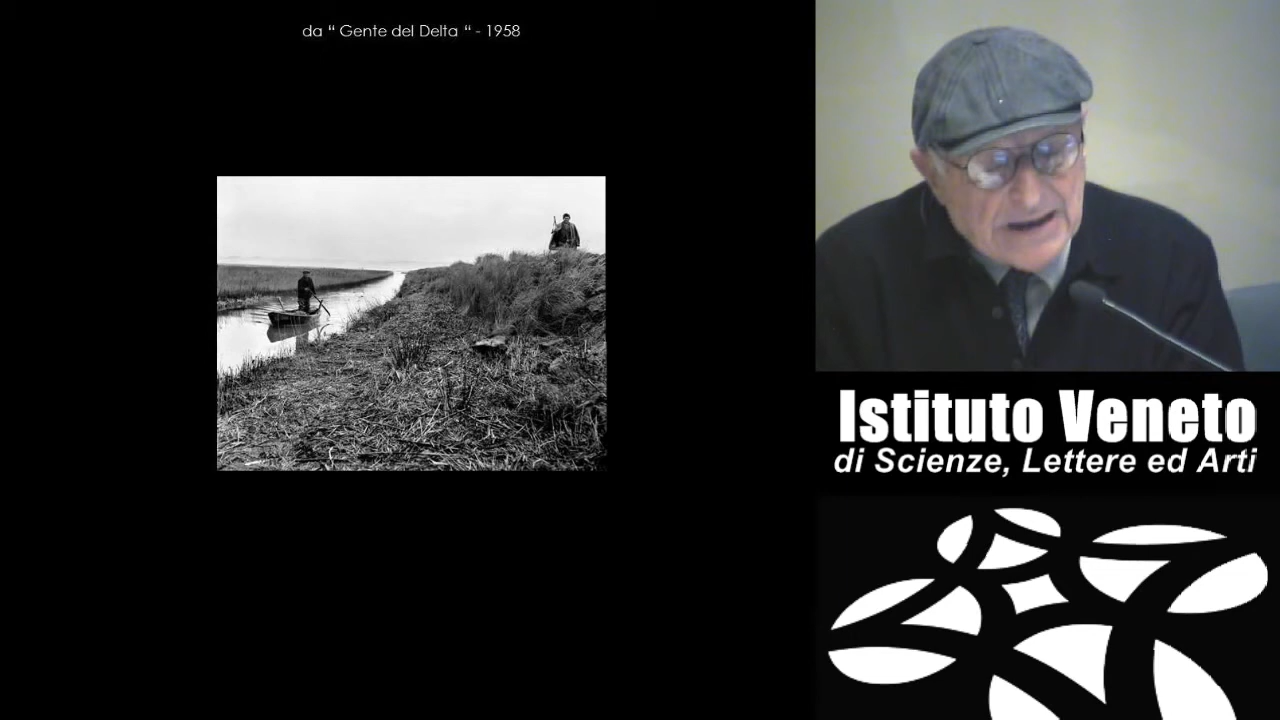 da “ Gente del Delta “ - 1958
Istituto Veneto
di Scienze, Lettere ed Arti